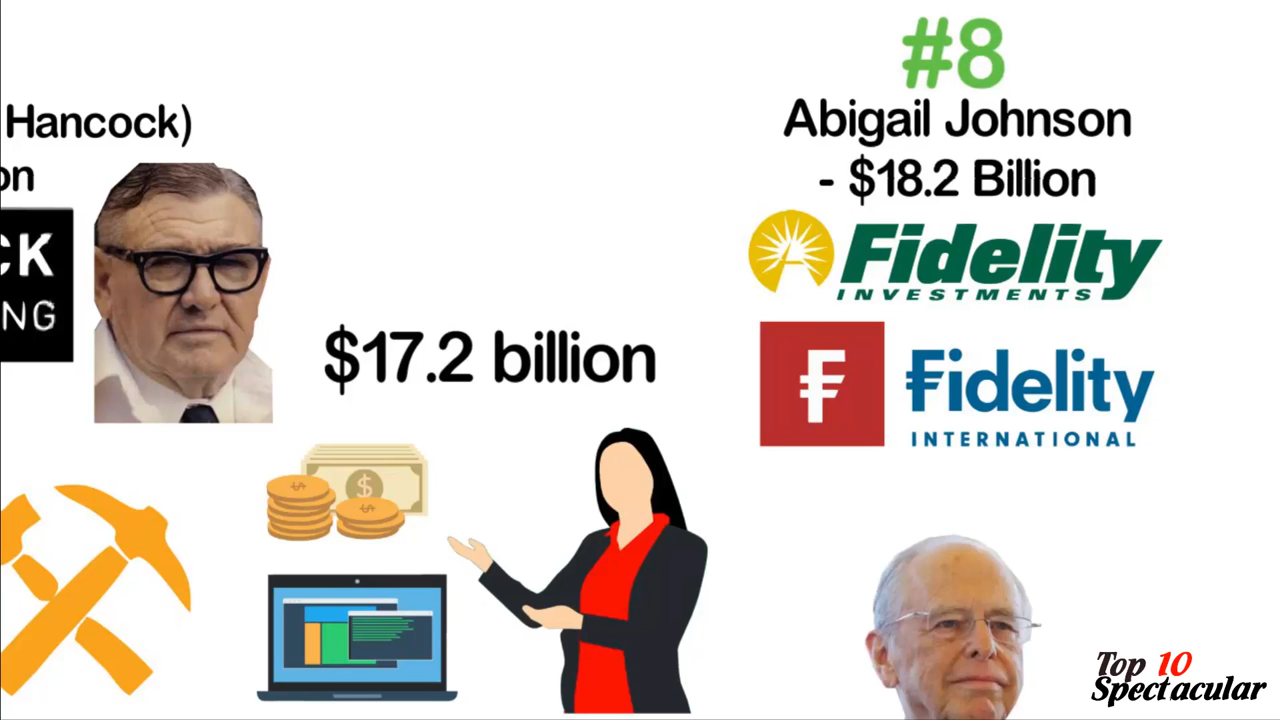 Hancock)
on
CK
NG
$17.2 billion
#8
Abigail Johnson
- $18.2 Billion
Fidelity
INVESTMENTS
F
Fidelity
INTERNATIONAL
Top 10
Spectacular